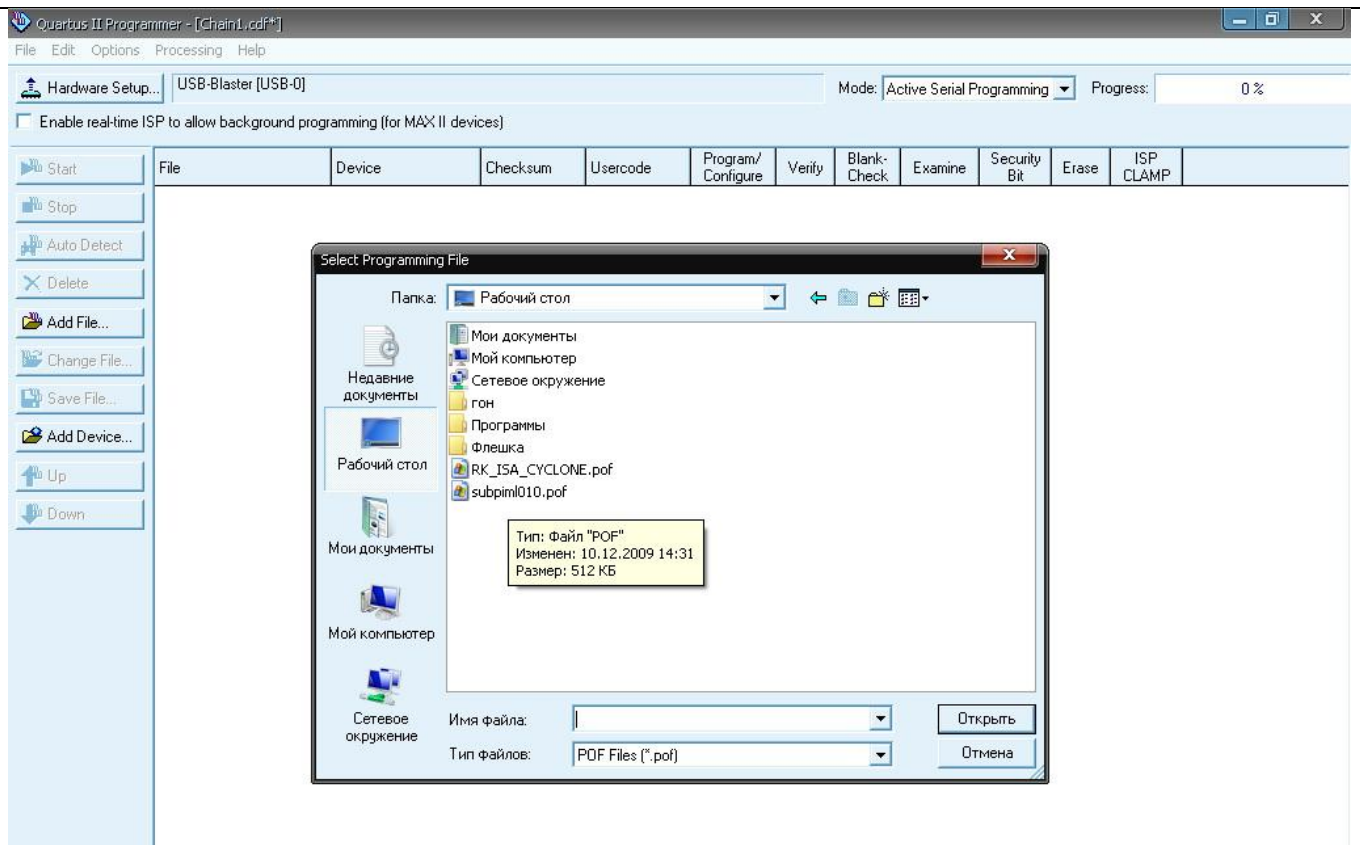 Quartus II Programmer - [Chain1.cdf*]
File Edit Options Processing Help
Hardware Setup... USB-Blaster [USB-0] Mode: Active Serial Programming Progress: 0 %
Enable real-time ISP to allow background programming (for MAX II devices)
File Device Checksum Usercode Program/ Configure Verify Blank- Check Examine Security Bit Erase ISP CLAMP
Start
Stop
Auto Detect
Delete
Add File...
Change File...
Save File...
Add Device...
Up
Down
Select Programming File
Папка: Рабочий стол
Недавние документы
Рабочий стол
Мои документы
Мой компьютер
Сетевое окружение
Мои документы
Мой компьютер
Сетевое окружение
гон
Программы
Флешка
RK_ISA_CYCLONE.pof
subpiml010.pof
Тип: Файл "POF"
Изменен: 10.12.2009 14:31
Размер: 512 КБ
Имя файла: Открыть
Тип файлов: POF Files (*.pof) Отмена